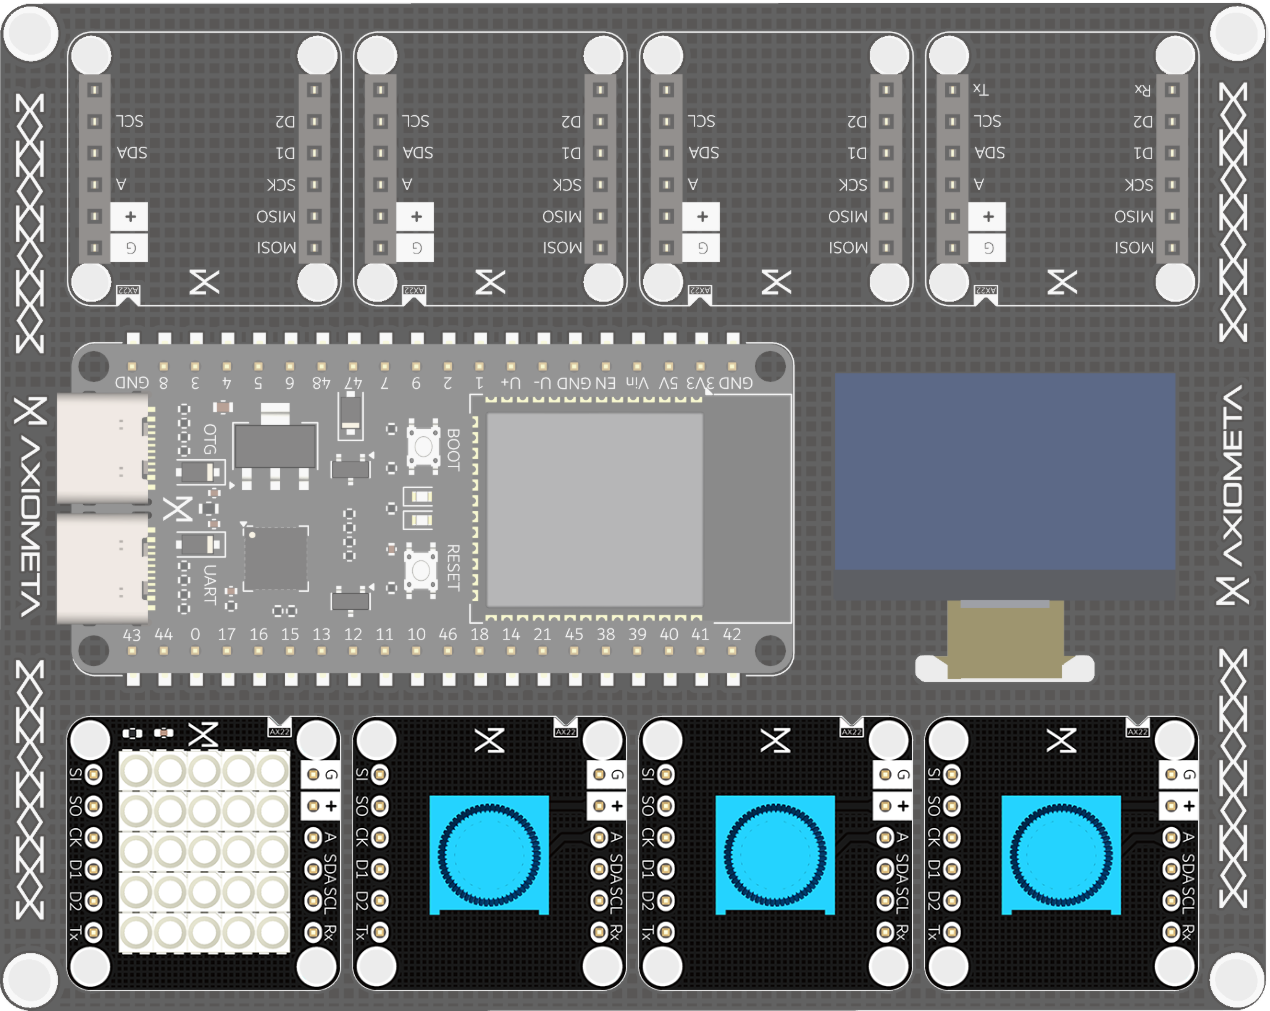 Tx Rx
SCL D2 SCL D2 SCL D2 SCL D2
SDA D1 SDA D1 SDA D1 SDA D1
A SCK A SCK A SCK A SCK
+ MISO + MISO + MISO + MISO
G MOSI G MOSI G MOSI G MOSI
AX22 AX22 AX22 AX22
GND 8 3 4 5 6 48 47 7 9 2 1 U+ U- GND EN Vin 5V 3V3 GND
AXIOMETA
OTG
BOOT
UART
RESET
AXIOMETA
43 44 0 17 16 15 13 12 11 10 46 18 14 21 45 38 39 40 41 42
AX22 AX22 AX22 AX22
SI G SI G SI G SI G
SO + SO + SO + SO +
CK A CK A CK A CK A
D1 SDA D1 SDA D1 SDA D1 SDA
D2 SCL D2 SCL D2 SCL D2 SCL
Tx Rx Tx Rx Tx Rx Tx Rx